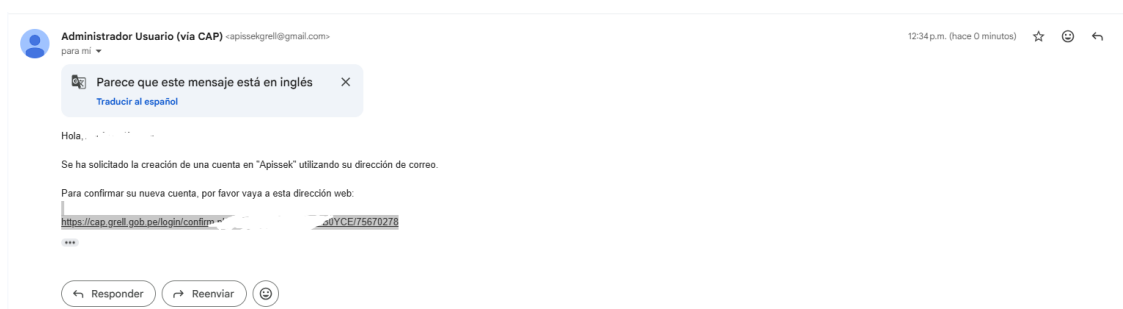 Administrador Usuario (vía CAP) <apissekgrell@gmail.com>
12:34 p.m. (hace 0 minutos)
para mí
Parece que este mensaje está en inglés
Traducir al español
Hola,
Se ha solicitado la creación de una cuenta en "Apissek" utilizando su dirección de correo.
Para confirmar su nueva cuenta, por favor vaya a esta dirección web:
https://cap.grell.gob.pe/login/confirm YCE/75670278
Responder
Reenviar